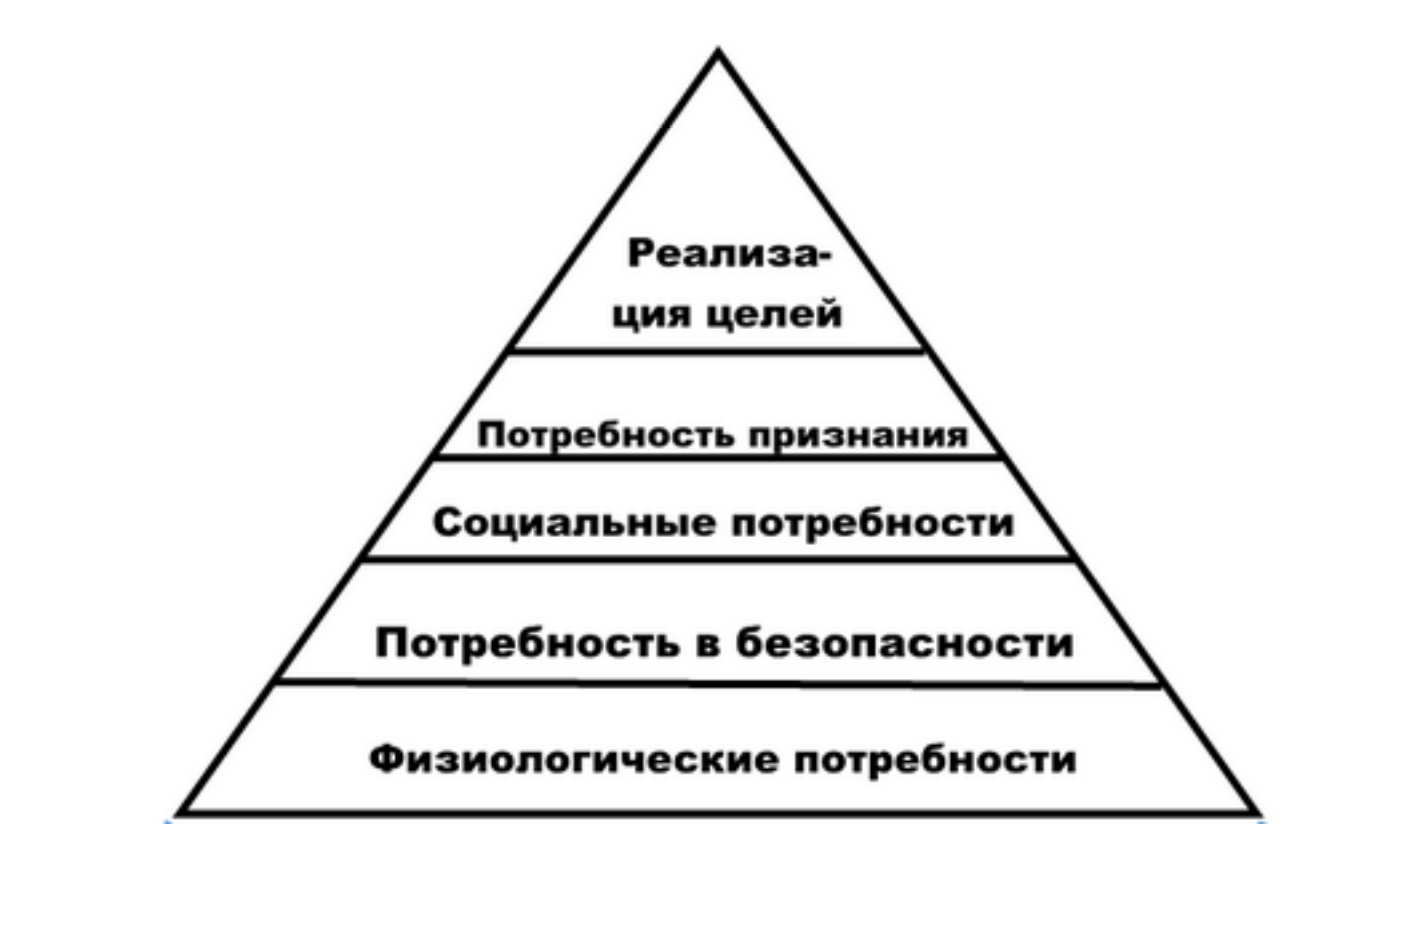 Реализа-
ция целей
Потребность признания
Социальные потребности
Потребность в безопасности
Физиологические потребности